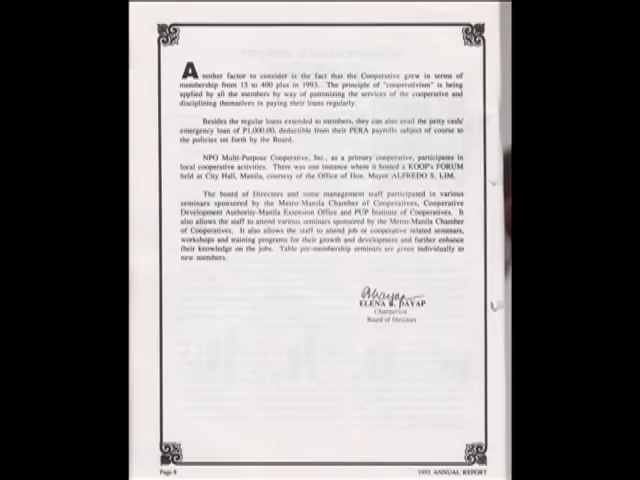 Another factor to consider is the fact that the Cooperative grew in terms of
membership from 15 to 400 plus in 1993. The principle of "cooperativism" is being
applied by all the members by way of patronizing the services of the cooperative and
disciplining themselves in paying their loans regularly.
Besides the regular loans extended to members, they can also avail the petty cash/
emergency loan of P1,000.00, deductible from their PERA payrolls subject of course to
the policies set forth by the Board.
NPO Multi-Purpose Cooperative, Inc., as a primary cooperative, participates in
local cooperative activities. There was one instance where it hosted a KOOP's FORUM
held at City Hall, Manila, courtesy of the Office of Hon. Mayor ALFREDO S. LIM.
The board of Directors and some management staff participated in various
seminars sponsored by the Metro-Manila Chamber of Cooperatives, Cooperative
Development Authority-Manila Extension Office and PUP Institute of Cooperatives. It
also allows the staff to attend various seminars sponsored by the Metro-Manila Chamber
of Cooperatives. It also allows the staff to attend job or cooperative related seminars,
workshops and training programs for their growth and development and further enhance
their knowledge on the jobs. Table pre-membership seminars are given individually to
new members.
ELENA B. PAYAP
Chairperson
Board of Directors
Page 8
1993 ANNUAL REPORT